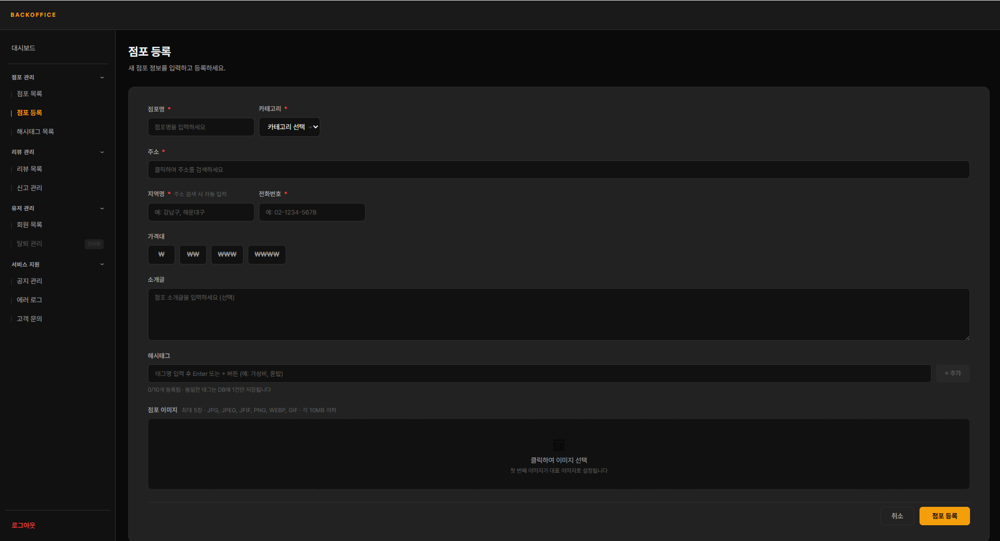 BACKOFFICE
대시보드
점포 관리
점포 목록
점포 등록
해시태그 목록
리뷰 관리
리뷰 목록
신고 관리
유저 관리
회원 목록
탈퇴 관리 준비중
서비스 지원
공지 관리
에러 로그
고객 문의
로그아웃
점포 등록
새 점포 정보를 입력하고 등록하세요.
점포명 * 카테고리 *
점포명을 입력하세요 카테고리 선택
주소 *
클릭하여 주소를 검색하세요
지역명 * 주소 검색 시 자동 입력 전화번호 *
예: 강남구, 해운대구 예: 02-1234-5678
가격대
₩ ₩₩ ₩₩₩ ₩₩₩₩
소개글
점포 소개글을 입력하세요 (선택)
해시태그
태그명 입력 후 Enter 또는 + 버튼 (예: 가성비, 혼밥) + 추가
0/10개 등록됨 · 동일한 태그는 DB에 1건만 저장됩니다
점포 이미지 최대 5장 · JPG, JPEG, JFIF, PNG, WEBP, GIF · 각 10MB 이하
클릭하여 이미지 선택
첫 번째 이미지가 대표 이미지로 설정됩니다
취소 점포 등록